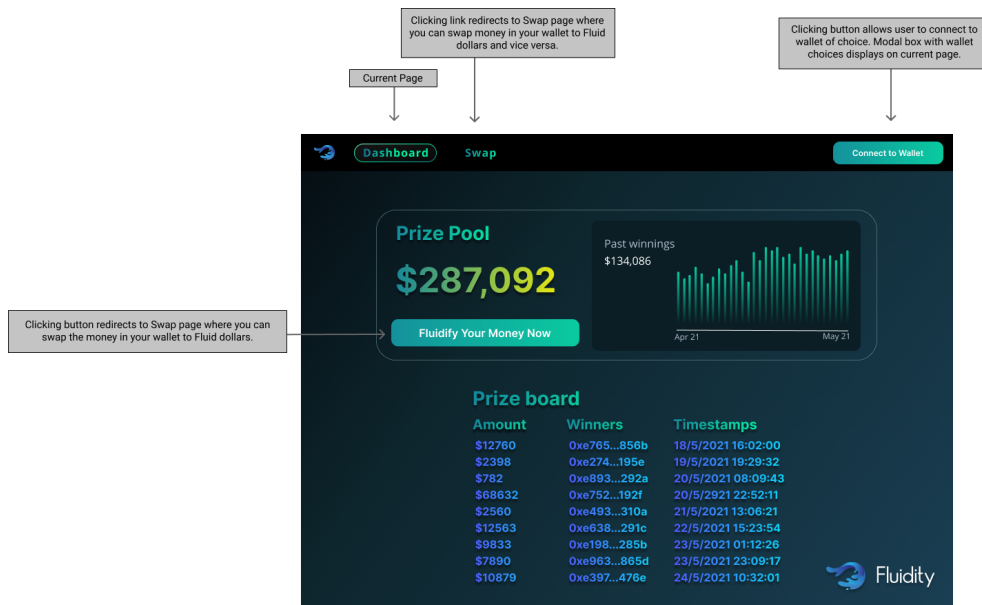 Clicking link redirects to Swap page where
you can swap money in your wallet to Fluid
dollars and vice versa.
Clicking button allows user to connect to
wallet of choice. Modal box with wallet
choices displays on current page.
Current Page
Dashboard
Swap
Connect to Wallet
Prize Pool
$287,092
Fluidify Your Money Now
Past winnings
$134,086
Apr 21
May 21
Clicking button redirects to Swap page where you can
swap the money in your wallet to Fluid dollars.
Prize board
Amount Winners Timestamps
$12760 0xe765...856b 18/5/2021 16:02:00
$2398 0xe274...195e 19/5/2021 19:29:32
$782 0xe893...292a 20/5/2021 08:09:43
$68632 0xe752...192f 20/5/2921 22:52:11
$2560 0xe493...310a 21/5/2021 13:06:21
$12563 0xe638...291c 22/5/2021 15:23:54
$9833 0xe198...285b 23/5/2021 01:12:26
$7890 0xe963...865d 23/5/2021 23:09:17
$10879 0xe397...476e 24/5/2021 10:32:01
Fluidity